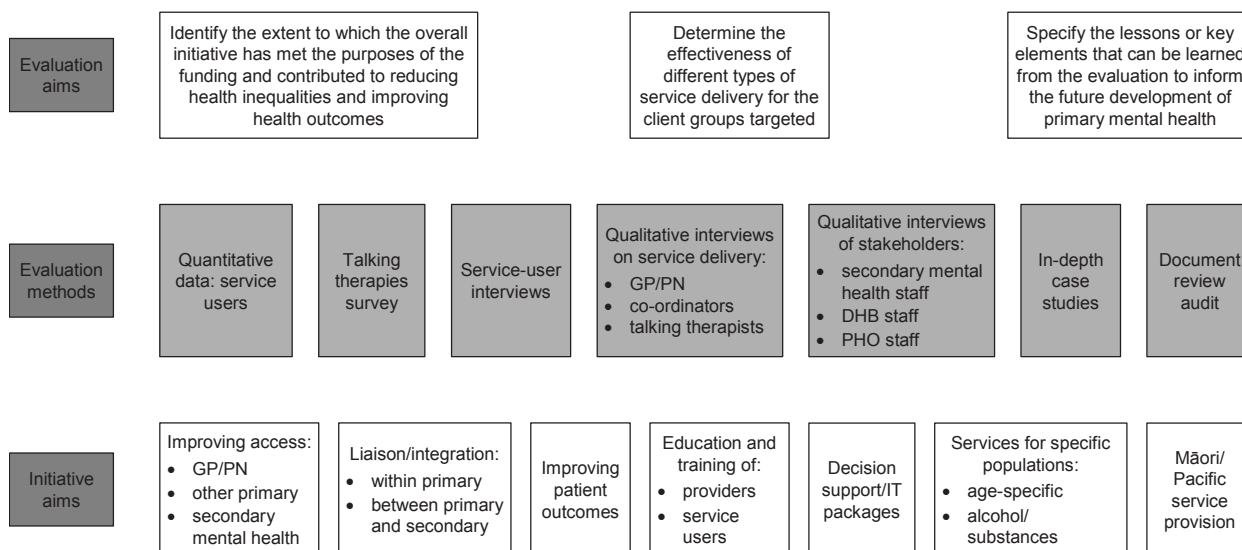 Evaluation
aims
Identify the extent to which the overall
initiative has met the purposes of the
funding and contributed to reducing
health inequalities and improving
health outcomes
Determine the
effectiveness of
different types of
service delivery for the
client groups targeted
Specify the lessons or key
elements that can be learned
from the evaluation to inform
the future development of
primary mental health
Evaluation
methods
Quantitative
data: service
users
Talking
therapies
survey
Service-user
interviews
Qualitative interviews
on service delivery:
• GP/PN
• co-ordinators
• talking therapists
Qualitative interviews
of stakeholders:
• secondary mental
health staff
• DHB staff
• PHO staff
In-depth
case
studies
Document
review
audit
Initiative
aims
Improving access:
• GP/PN
• other primary
• secondary
mental health
Liaison/integration:
• within primary
• between primary
and secondary
Improving
patient
outcomes
Education and
training of:
• providers
• service
users
Decision
support/IT
packages
Services for specific
populations:
• age-specific
• alcohol/
substances
Māori/
Pacific
service
provision